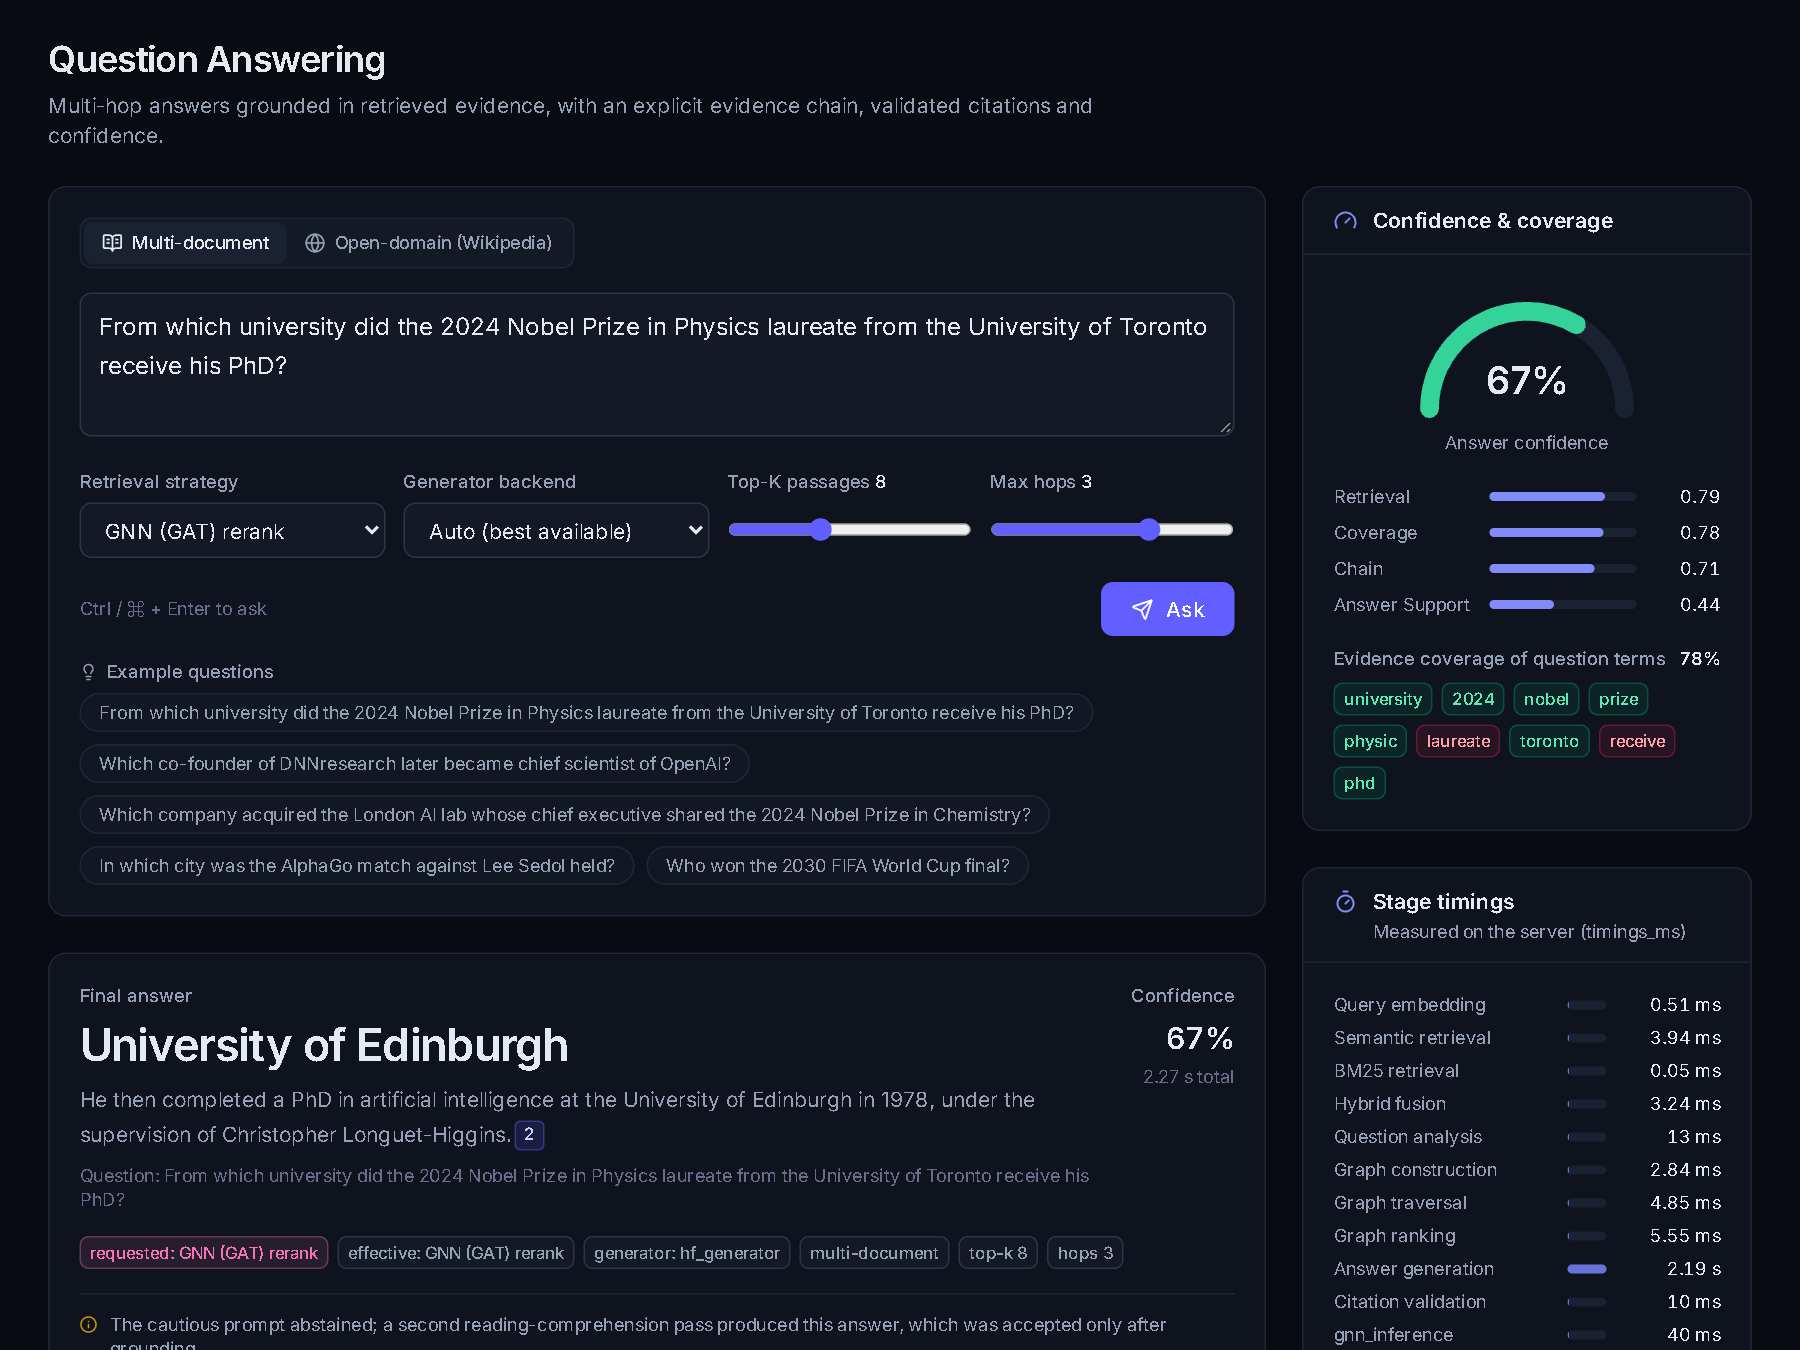 Question Answering
Multi-hop answers grounded in retrieved evidence, with an explicit evidence chain, validated citations and
confidence.
Multi-document
Open-domain (Wikipedia)
From which university did the 2024 Nobel Prize in Physics laureate from the University of Toronto
receive his PhD?
Retrieval strategy
Generator backend
Top-K passages 8
Max hops 3
GNN (GAT) rerank
Auto (best available)
Ctrl / ⌘ + Enter to ask
Ask
Example questions
From which university did the 2024 Nobel Prize in Physics laureate from the University of Toronto receive his PhD?
Which co-founder of DNNresearch later became chief scientist of OpenAI?
Which company acquired the London AI lab whose chief executive shared the 2024 Nobel Prize in Chemistry?
In which city was the AlphaGo match against Lee Sedol held?
Who won the 2030 FIFA World Cup final?
Final answer
Confidence
University of Edinburgh
67%
2.27 s total
He then completed a PhD in artificial intelligence at the University of Edinburgh in 1978, under the
supervision of Christopher Longuet-Higgins. 2
Question: From which university did the 2024 Nobel Prize in Physics laureate from the University of Toronto receive his
PhD?
requested: GNN (GAT) rerank
effective: GNN (GAT) rerank
generator: hf_generator
multi-document
top-k 8
hops 3
The cautious prompt abstained; a second reading-comprehension pass produced this answer, which was accepted only after
grounding.
Confidence & coverage
67%
Answer confidence
Retrieval 0.79
Coverage 0.78
Chain 0.71
Answer Support 0.44
Evidence coverage of question terms 78%
university 2024 nobel prize
physic laureate toronto receive
phd
Stage timings
Measured on the server (timings_ms)
Query embedding 0.51 ms
Semantic retrieval 3.94 ms
BM25 retrieval 0.05 ms
Hybrid fusion 3.24 ms
Question analysis 13 ms
Graph construction 2.84 ms
Graph traversal 4.85 ms
Graph ranking 5.55 ms
Answer generation 2.19 s
Citation validation 10 ms
gnn_inference 40 ms